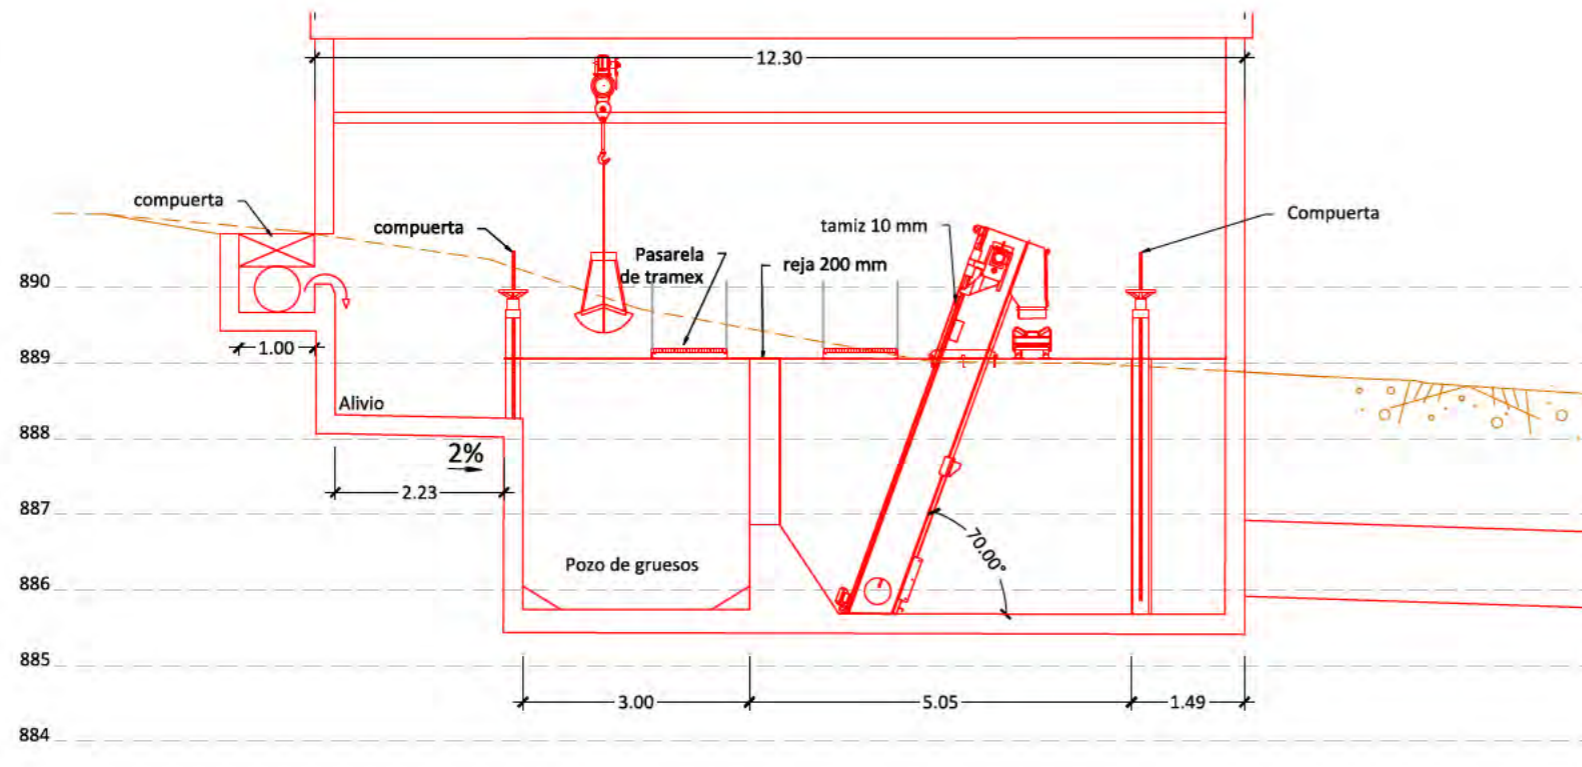 12.30
compuerta
compuerta
Compuerta
tamiz 10 mm
Pasarela
de tramex
reja 200 mm
890
1.00
889
Alivio
888
2%
2.23
887
70.00°
Pozo de gruesos
886
885
3.00
5.05
1.49
884